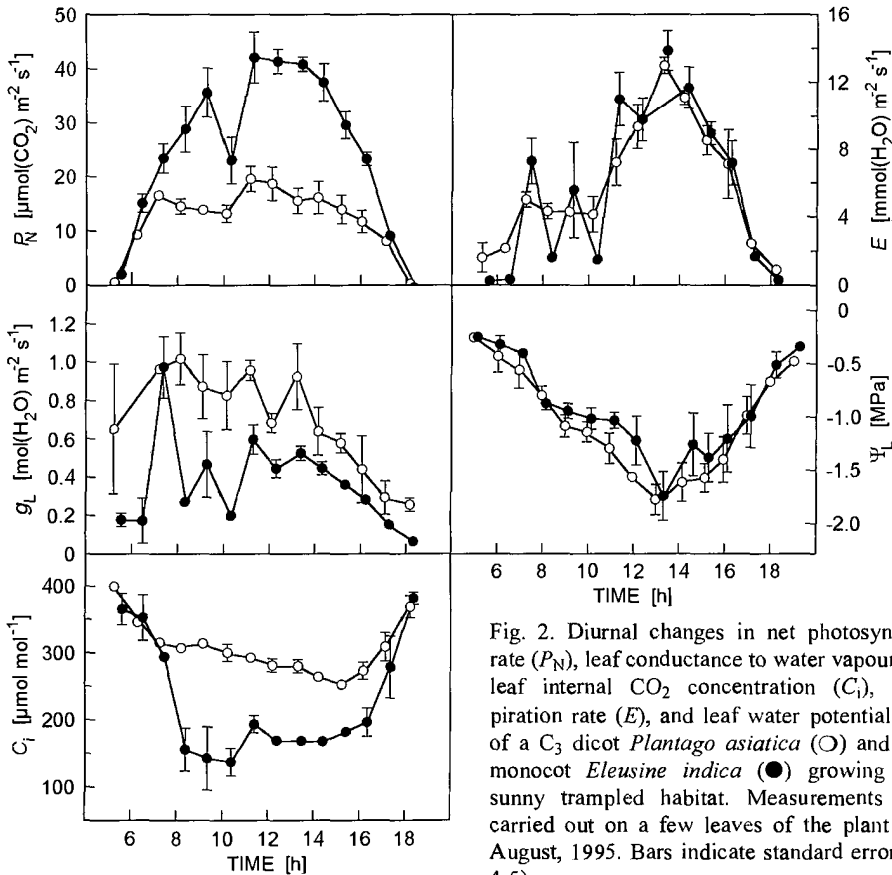 50
40
30
20
10
0
P_N [μmol(CO₂) m⁻² s⁻¹]
16
12
8
4
0
E [mmol(H₂O) m⁻² s⁻¹]
1.2
1.0
0.8
0.6
0.4
0.2
0
g_L [mol(H₂O) m⁻² s⁻¹]
0
-0.5
-1.0
-1.5
-2.0
Ψ_L [MPa]
6 8 10 12 14 16 18
TIME [h]
400
300
200
100
C_i [μmol mol⁻¹]
6 8 10 12 14 16 18
TIME [h]
Fig. 2. Diurnal changes in net photosyn
rate (P_N), leaf conductance to water vapour
leaf internal CO₂ concentration (C_i),
piration rate (E), and leaf water potential
of a C₃ dicot Plantago asiatica (○) and
monocot Eleusine indica (●) growing
sunny trampled habitat. Measurements
carried out on a few leaves of the plant
August, 1995. Bars indicate standard error